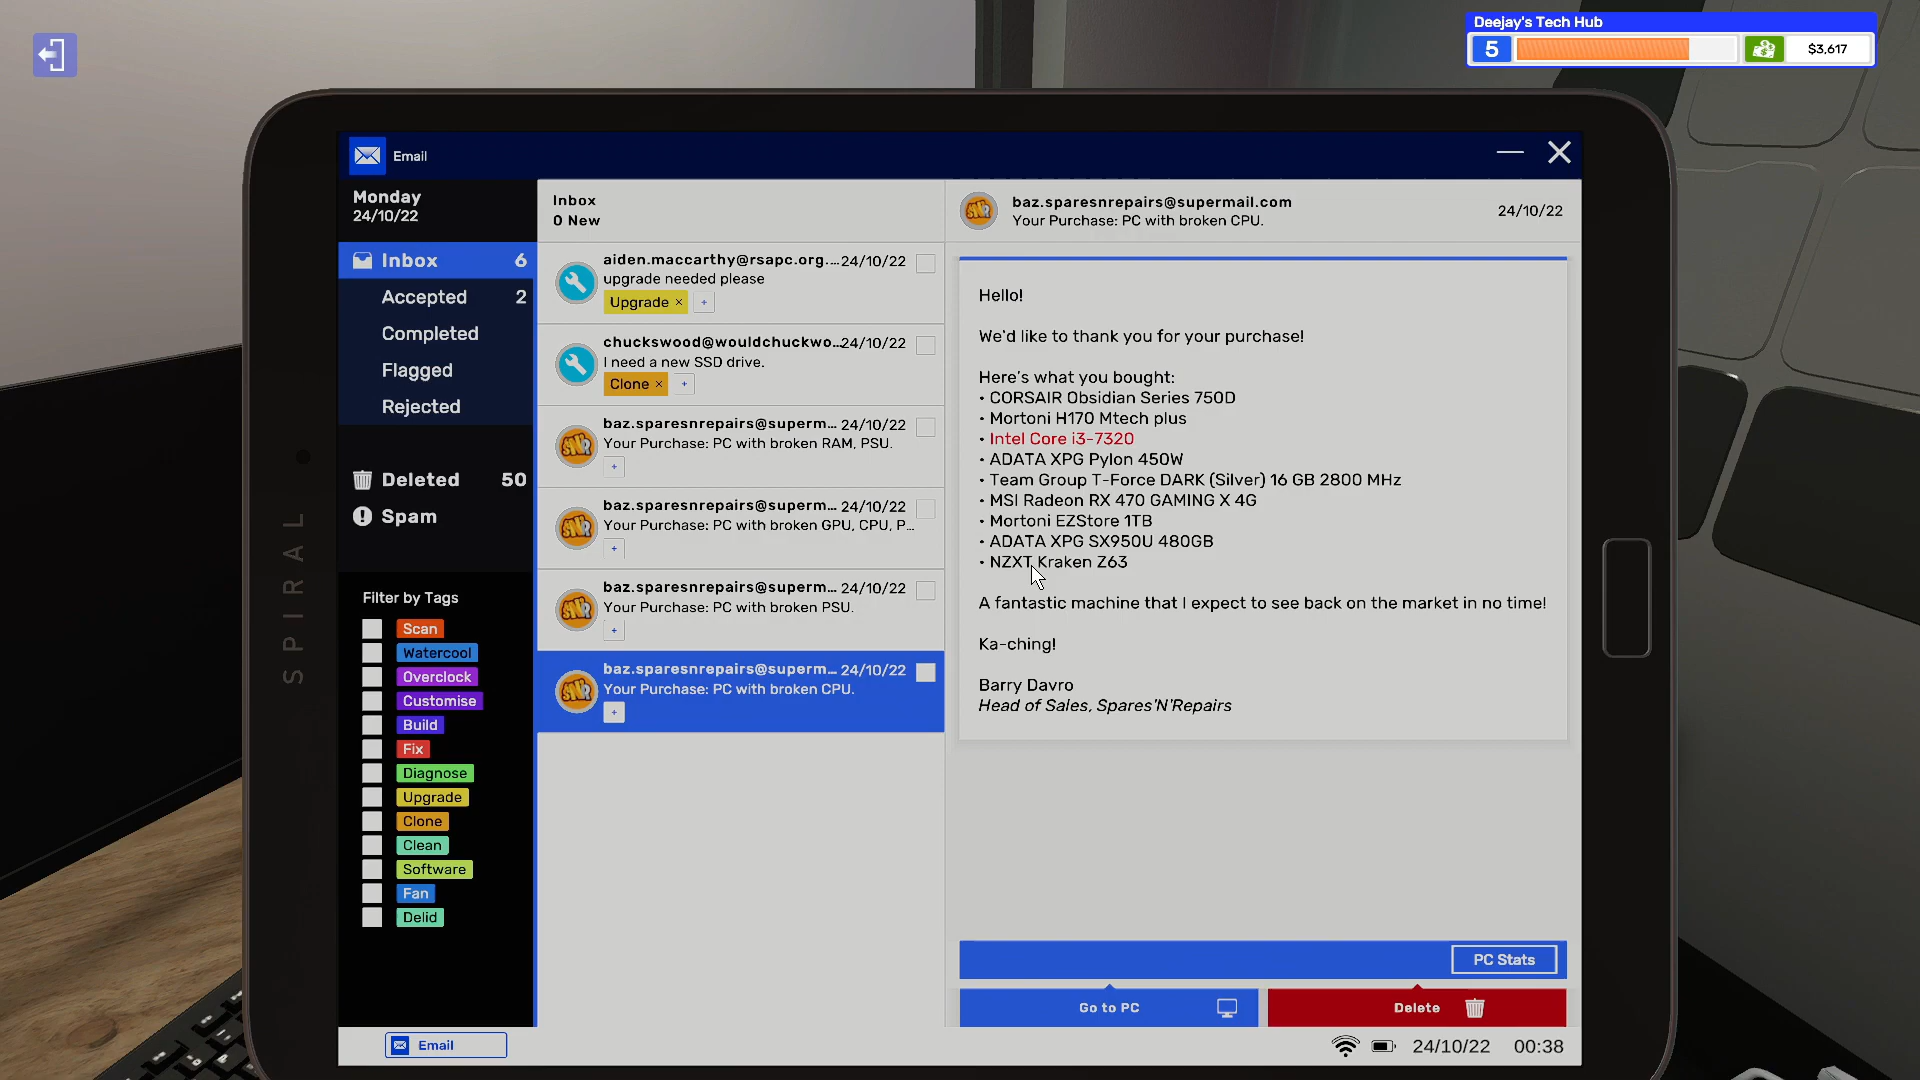 Deejay's Tech Hub
5
$3,617
Email
Monday
24/10/22
Inbox 6
Accepted 2
Completed
Flagged
Rejected
Deleted 50
Spam
Filter by Tags
Scan
Watercool
Overclock
Customise
Build
Fix
Diagnose
Upgrade
Clone
Clean
Software
Fan
Delid
Inbox
0 New
aiden.maccarthy@rsapc.org.... 24/10/22
upgrade needed please
Upgrade × +
chuckswood@wouldchuckwo... 24/10/22
I need a new SSD drive.
Clone × +
baz.sparesnrepairs@superm... 24/10/22
Your Purchase: PC with broken RAM, PSU.
+
baz.sparesnrepairs@superm... 24/10/22
Your Purchase: PC with broken GPU, CPU, P...
+
baz.sparesnrepairs@superm... 24/10/22
Your Purchase: PC with broken PSU.
+
baz.sparesnrepairs@superm... 24/10/22
Your Purchase: PC with broken CPU.
+
baz.sparesnrepairs@supermail.com
Your Purchase: PC with broken CPU.
24/10/22
Hello!
We'd like to thank you for your purchase!
Here's what you bought:
• CORSAIR Obsidian Series 750D
• Mortoni H170 Mtech plus
• Intel Core i3-7320
• ADATA XPG Pylon 450W
• Team Group T-Force DARK (Silver) 16 GB 2800 MHz
• MSI Radeon RX 470 GAMING X 4G
• Mortoni EZStore 1TB
• ADATA XPG SX950U 480GB
• NZXT Kraken Z63
A fantastic machine that I expect to see back on the market in no time!
Ka-ching!
Barry Davro
Head of Sales, Spares'N'Repairs
PC Stats
Go to PC
Delete
Email
24/10/22 00:38
SPIRAL